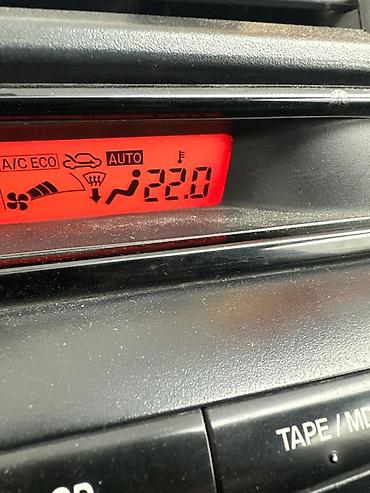 A/C ECO AUTO
22.0
TAPE / MD